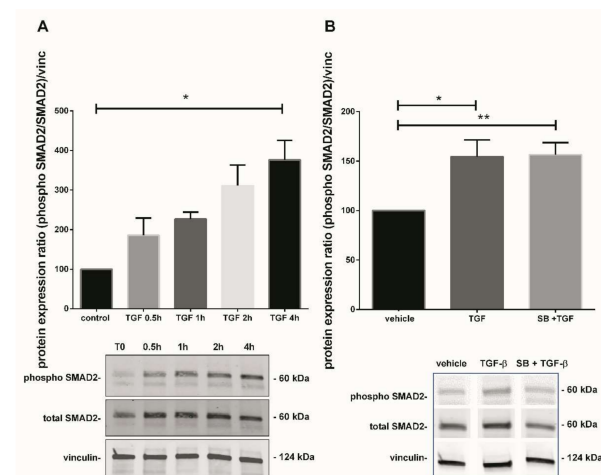 A
protein expression ratio (phospho SMAD2/SMAD2)/vinc
500
400
300
200
100
0
*
control TGF 0.5h TGF 1h TGF 2h TGF 4h
T0 0.5h 1h 2h 4h
phospho SMAD2- - 60 kDa
total SMAD2- - 60 kDa
vinculin- - 124 kDa
B
protein expression ratio (phospho SMAD2/SMAD2)/vinc
200
150
100
50
0
*
**
vehicle TGF SB +TGF
vehicle TGF-β SB + TGF-β
phospho SMAD2- - 60 kDa
total SMAD2- - 60 kDa
vinculin- - 124 kDa